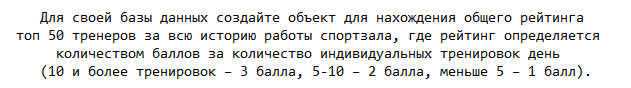 Для своей базы данных создайте объект для нахождения общего рейтинга
топ 50 тренеров за всю историю работы спортзала, где рейтинг определяется
количеством баллов за количество индивидуальных тренировок день
(10 и более тренировок – 3 балла, 5-10 – 2 балла, меньше 5 – 1 балл).